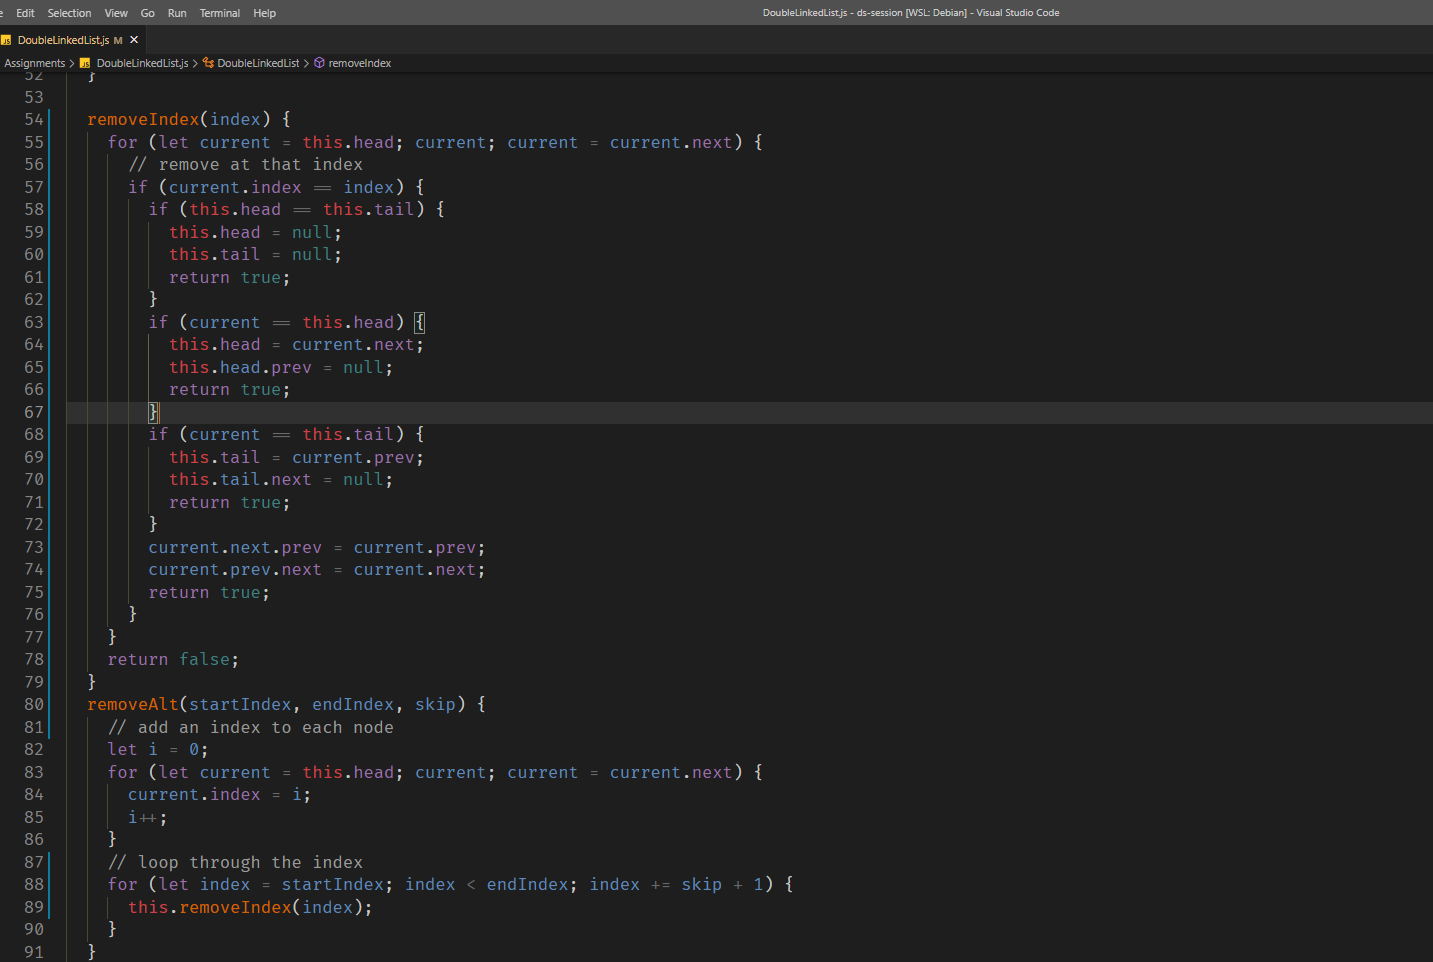 Edit Selection View Go Run Terminal Help DoubleLinkedList.js - ds-session [WSL: Debian] - Visual Studio Code
JS DoubleLinkedList.js M ×
Assignments > JS DoubleLinkedList.js > DoubleLinkedList > removeIndex
52 }
53
54 removeIndex(index) {
55 for (let current = this.head; current; current = current.next) {
56 // remove at that index
57 if (current.index == index) {
58 if (this.head == this.tail) {
59 this.head = null;
60 this.tail = null;
61 return true;
62 }
63 if (current == this.head) {
64 this.head = current.next;
65 this.head.prev = null;
66 return true;
67 }
68 if (current == this.tail) {
69 this.tail = current.prev;
70 this.tail.next = null;
71 return true;
72 }
73 current.next.prev = current.prev;
74 current.prev.next = current.next;
75 return true;
76 }
77 }
78 return false;
79 }
80 removeAlt(startIndex, endIndex, skip) {
81 // add an index to each node
82 let i = 0;
83 for (let current = this.head; current; current = current.next) {
84 current.index = i;
85 i++;
86 }
87 // loop through the index
88 for (let index = startIndex; index < endIndex; index += skip + 1) {
89 this.removeIndex(index);
90 }
91 }